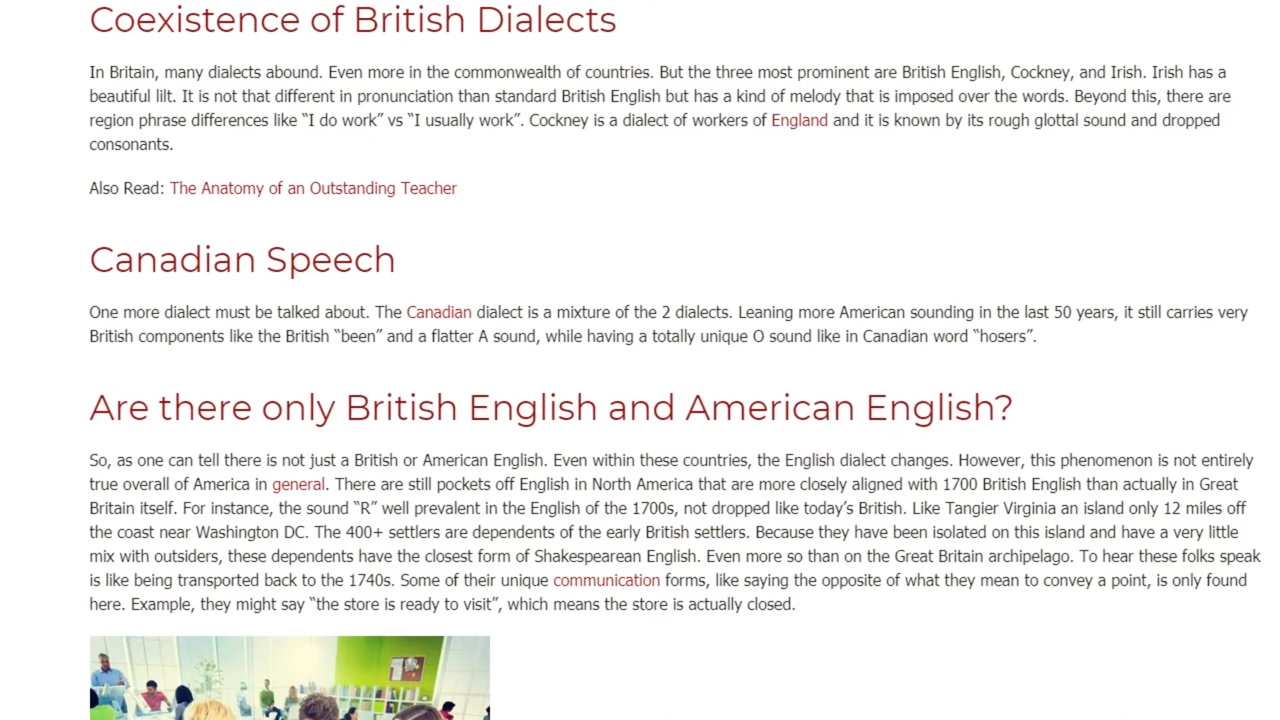 Coexistence of British Dialects
In Britain, many dialects abound. Even more in the commonwealth of countries. But the three most prominent are British English, Cockney, and Irish. Irish has a
beautiful lilt. It is not that different in pronunciation than standard British English but has a kind of melody that is imposed over the words. Beyond this, there are
region phrase differences like “I do work” vs “I usually work”. Cockney is a dialect of workers of England and it is known by its rough glottal sound and dropped
consonants.
Also Read: The Anatomy of an Outstanding Teacher
Canadian Speech
One more dialect must be talked about. The Canadian dialect is a mixture of the 2 dialects. Leaning more American sounding in the last 50 years, it still carries very
British components like the British “been” and a flatter A sound, while having a totally unique O sound like in Canadian word “hosers”.
Are there only British English and American English?
So, as one can tell there is not just a British or American English. Even within these countries, the English dialect changes. However, this phenomenon is not entirely
true overall of America in general. There are still pockets off English in North America that are more closely aligned with 1700 British English than actually in Great
Britain itself. For instance, the sound “R” well prevalent in the English of the 1700s, not dropped like today’s British. Like Tangier Virginia an island only 12 miles off
the coast near Washington DC. The 400+ settlers are dependents of the early British settlers. Because they have been isolated on this island and have a very little
mix with outsiders, these dependents have the closest form of Shakespearean English. Even more so than on the Great Britain archipelago. To hear these folks speak
is like being transported back to the 1740s. Some of their unique communication forms, like saying the opposite of what they mean to convey a point, is only found
here. Example, they might say “the store is ready to visit”, which means the store is actually closed.